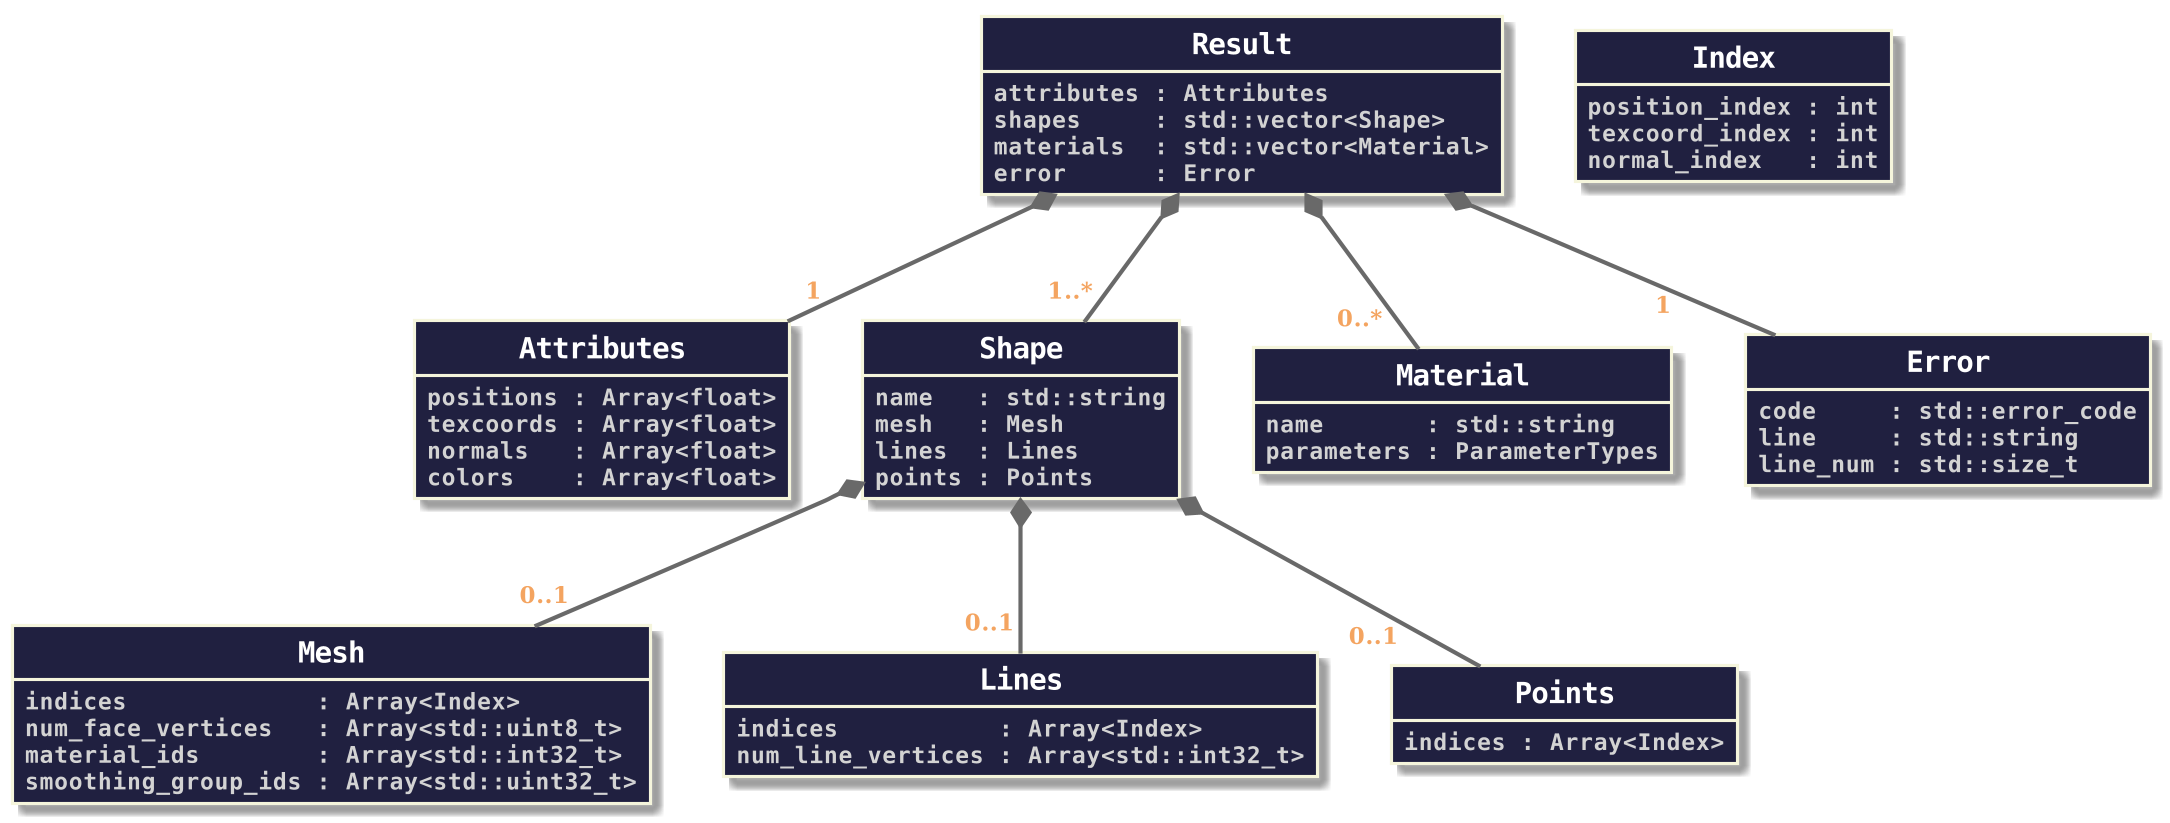 Result
attributes : Attributes
shapes : std::vector<Shape>
materials : std::vector<Material>
error : Error
Index
position_index : int
texcoord_index : int
normal_index : int
1
1..*
0..*
1
Attributes
positions : Array<float>
texcoords : Array<float>
normals : Array<float>
colors : Array<float>
Shape
name : std::string
mesh : Mesh
lines : Lines
points : Points
Material
name : std::string
parameters : ParameterTypes
Error
code : std::error_code
line : std::string
line_num : std::size_t
0..1
0..1
0..1
Mesh
indices : Array<Index>
num_face_vertices : Array<std::uint8_t>
material_ids : Array<std::int32_t>
smoothing_group_ids : Array<std::uint32_t>
Lines
indices : Array<Index>
num_line_vertices : Array<std::int32_t>
Points
indices : Array<Index>